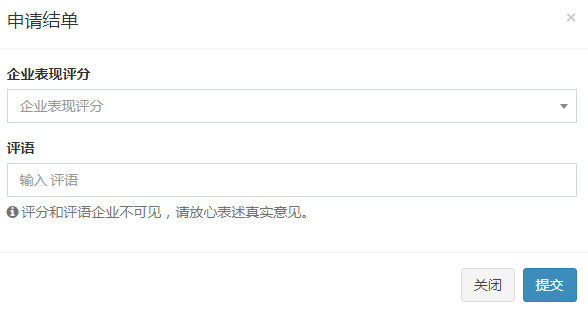 申请结单
×
企业表现评分
企业表现评分
评语
输入 评语
评分和评语企业不可见，请放心表述真实意见。
关闭 提交